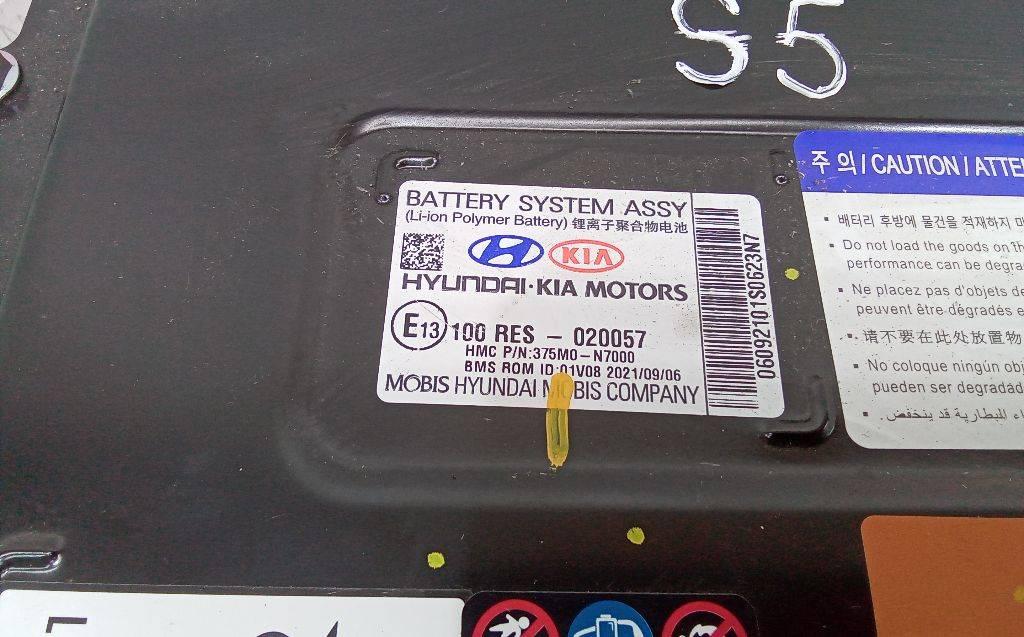 S5
BATTERY SYSTEM ASSY
(Li-ion Polymer Battery) 锂离子聚合物电池
KIA
HYUNDAI·KIA MOTORS
E13 100 RES - 020057
HMC P/N:375M0-N7000
BMS ROM ID:01V08 2021/09/06
MOBIS HYUNDAI MOBIS COMPANY
06092101S0623N7
주 의/CAUTION/ATTE
▪ 배터리 후방에 물건을 적재하지
▪ Do not load the goods on
performance can be degra
▪ Ne placez pas d'objets de
peuvent être dégradés e
▪ 请不要在此处放置物
▪ No coloque ningún obj
pueden ser degradad
البطارية قد ينخفض.